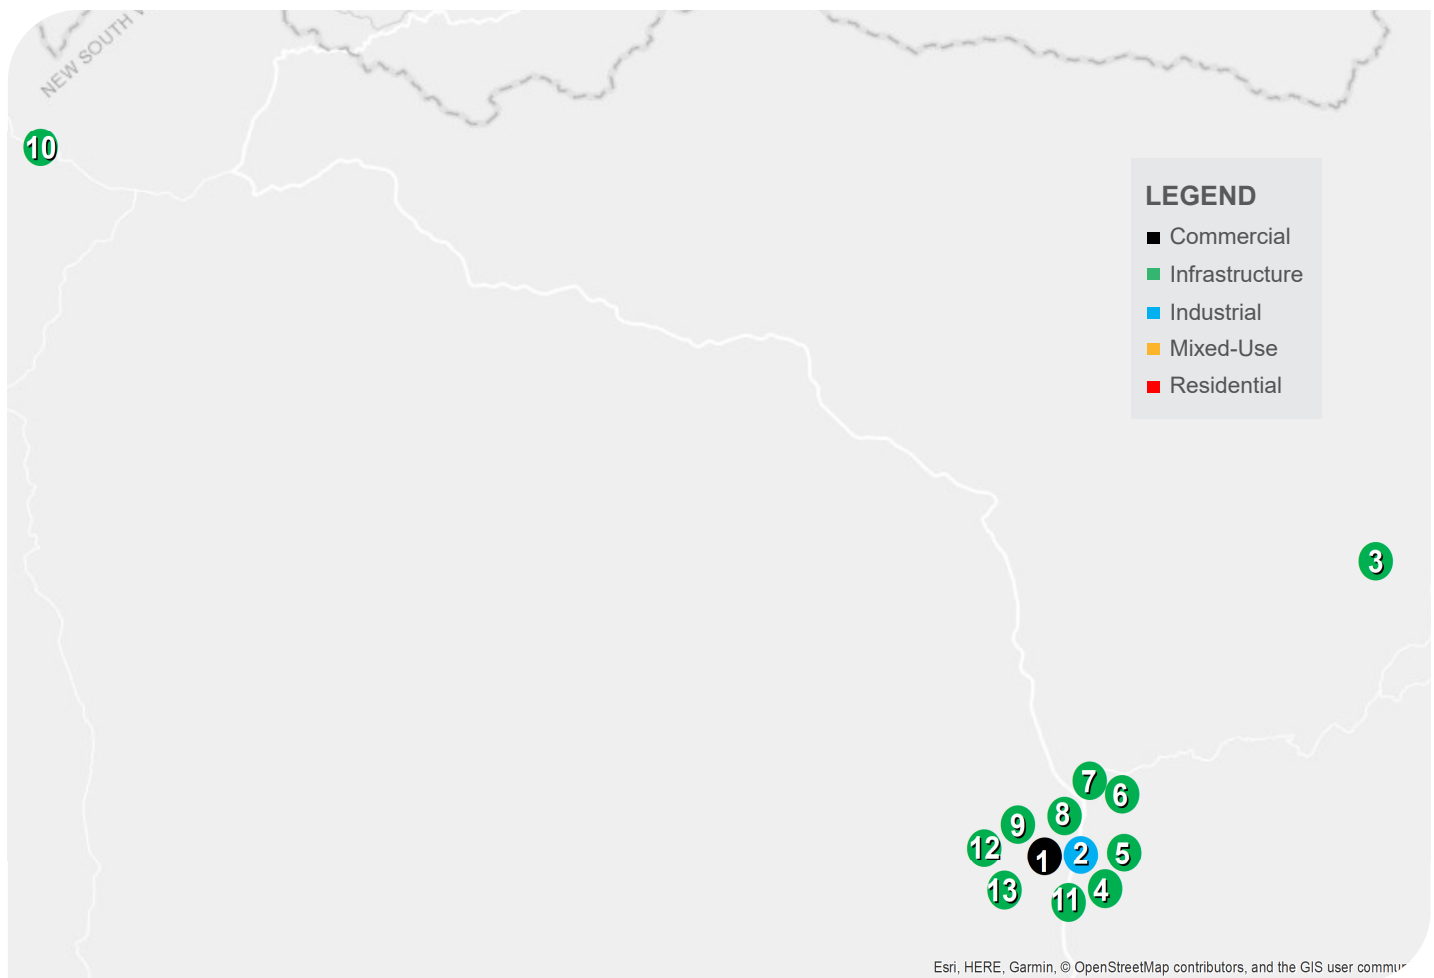 NEW SOUTH
10
LEGEND
Commercial
Infrastructure
Industrial
Mixed-Use
Residential
3
7
6
8
9
12
1
2
5
13
11
4
Esri, HERE, Garmin, © OpenStreetMap contributors, and the GIS user commu